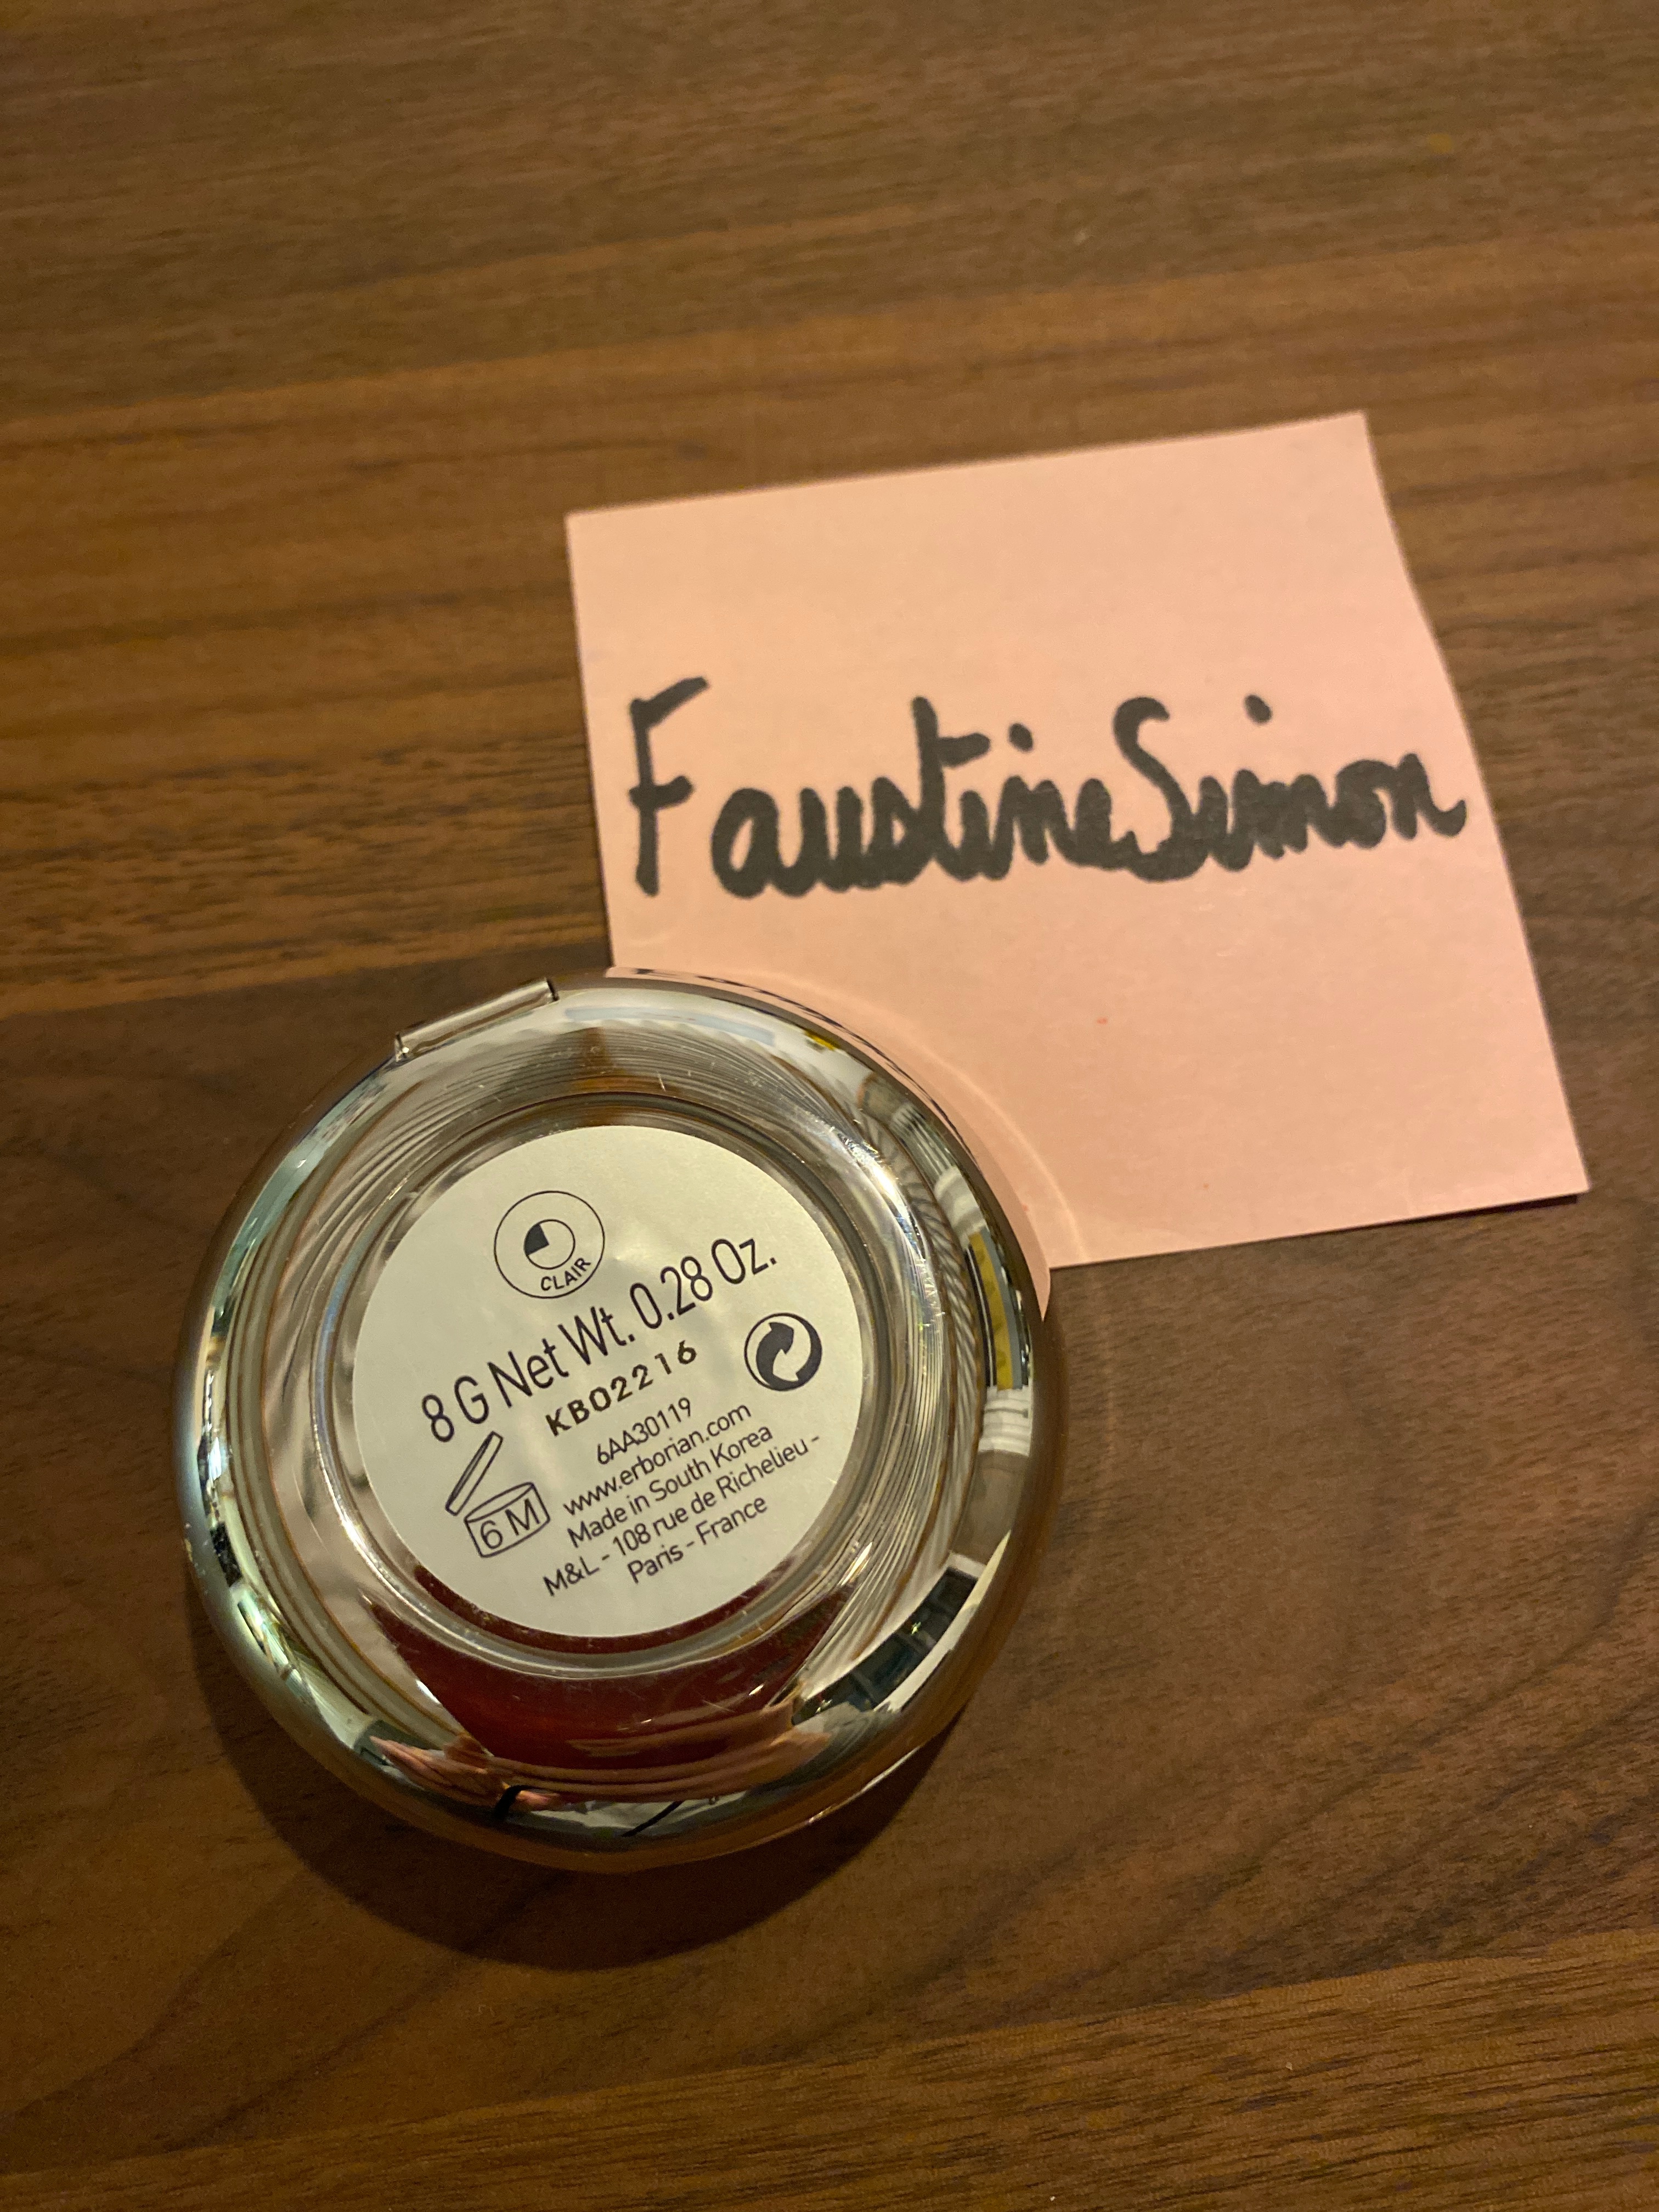 FaustineSimon
CLAIR
8 G Net Wt. 0.28 Oz.
KB02216
6AA30119
www.erborian.com
Made in South Korea
M&L - 108 rue de Richelieu -
Paris - France
6 M